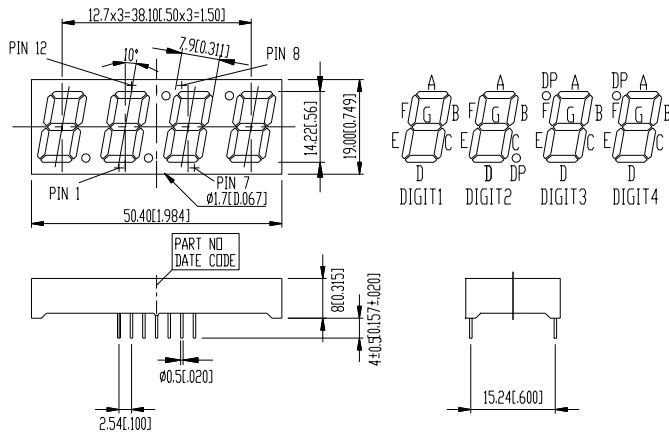 12.7x3=38.10[.50x3=1.50]
PIN 12
10°
7.9[0.311]
PIN 8
14.22[.56]
19.00[0.749]
PIN 1
PIN 7
Ø1.7[0.067]
50.40[1.984]
A
F
G
B
E
C
D
DIGIT1
A
F
G
B
E
C
D
DP
DIGIT2
DP
A
F
G
B
E
C
D
DIGIT3
DP
A
F
G
B
E
C
D
DIGIT4
PART NO
DATE CODE
8[0.315]
4±0.5[0.157±.020]
Ø0.5[.020]
2.54[.100]
15.24[.600]